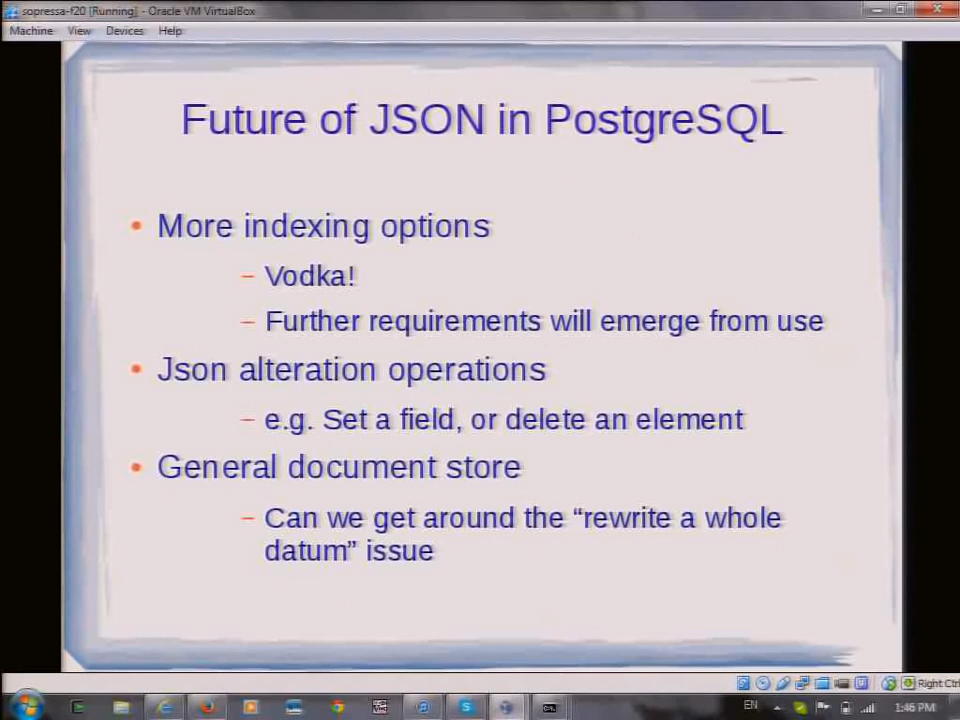 sopressa-f20 [Running] - Oracle VM VirtualBox
Machine View Devices Help
Future of JSON in PostgreSQL
• More indexing options
– Vodka!
– Further requirements will emerge from use
• Json alteration operations
– e.g. Set a field, or delete an element
• General document store
– Can we get around the “rewrite a whole
datum” issue
Right Ctrl
EN 1:46 PM